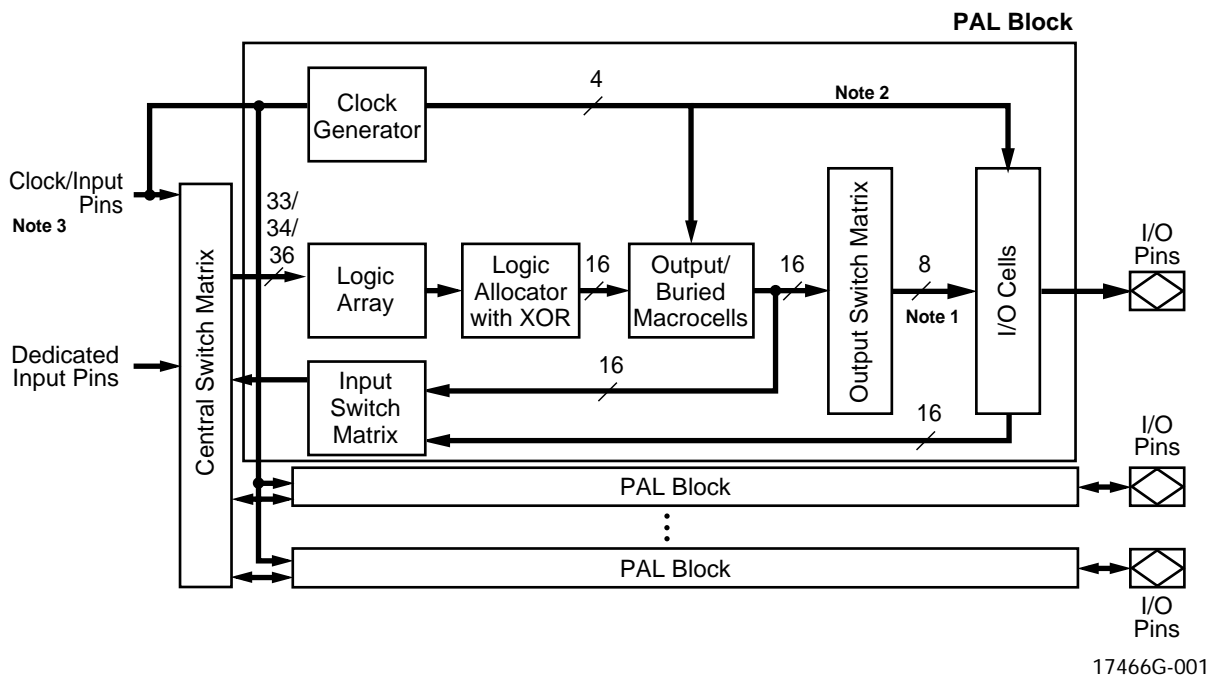 PAL Block
Clock
Generator
4
Note 2
Clock/Input
Pins
Note 3
Central Switch Matrix
33/
34/
36
Logic
Array
Logic
Allocator
with XOR
16
Output/
Buried
Macrocells
16
Output Switch Matrix
8
Note 1
I/O Cells
I/O
Pins
Dedicated
Input Pins
Input
Switch
Matrix
16
16
I/O
Pins
PAL Block
PAL Block
I/O
Pins
17466G-001